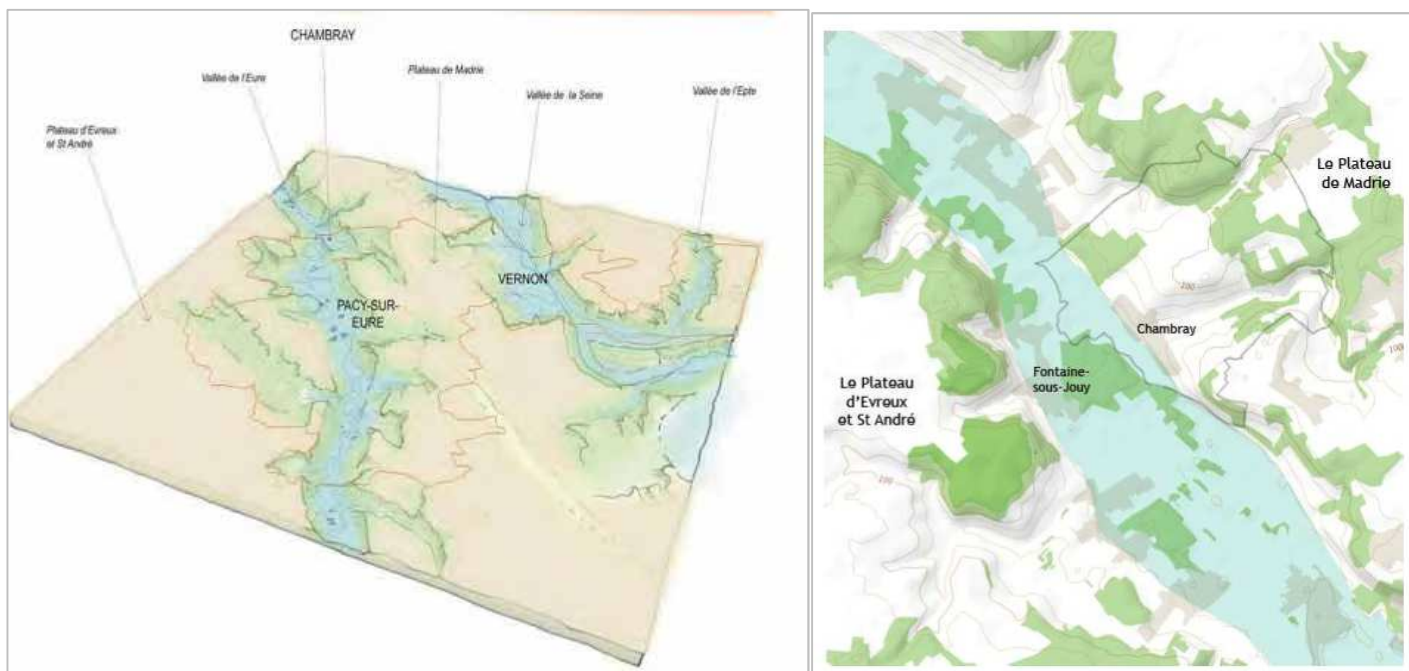 CHAMBRAY
Vallée de l'Eure
Plateau de Madrie
Vallée de la Seine
Vallée de l'Epte
Plateau d'Evreux
et St André
VERNON
PACY-SUR-
EURE
Le Plateau
de Madrie
100
Chambray
100
Fontaine-
sous-Jouy
Le Plateau
d'Evreux
et St André
100